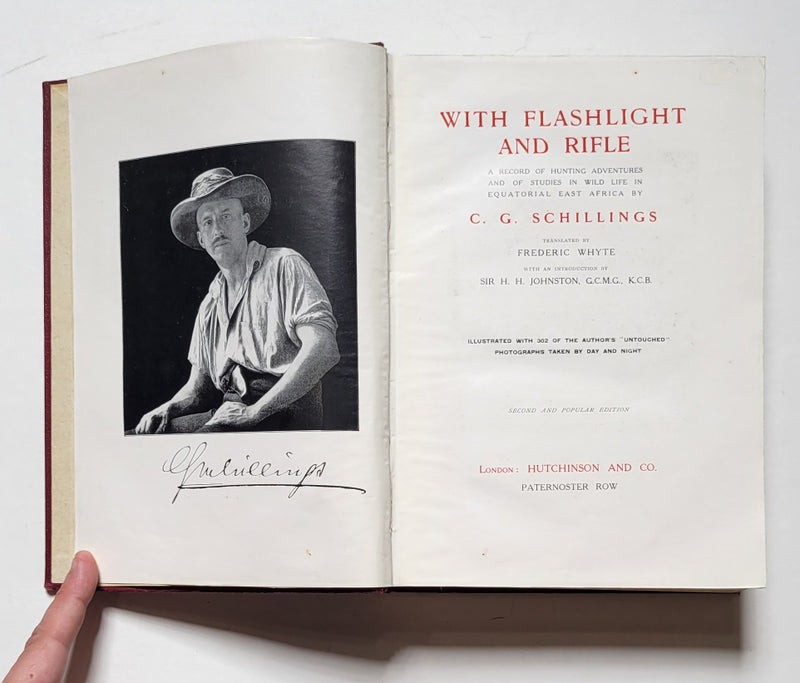 CGSchillings
WITH FLASHLIGHT
AND RIFLE
A RECORD OF HUNTING ADVENTURES
AND OF STUDIES IN WILD LIFE IN
EQUATORIAL EAST AFRICA BY
C. G. SCHILLINGS
TRANSLATED BY
FREDERIC WHYTE
WITH AN INTRODUCTION BY
SIR H. H. JOHNSTON, G.C.M.G., K.C.B.
ILLUSTRATED WITH 302 OF THE AUTHOR'S "UNTOUCHED"
PHOTOGRAPHS TAKEN BY DAY AND NIGHT
SECOND AND POPULAR EDITION
London: HUTCHINSON AND CO.
PATERNOSTER ROW